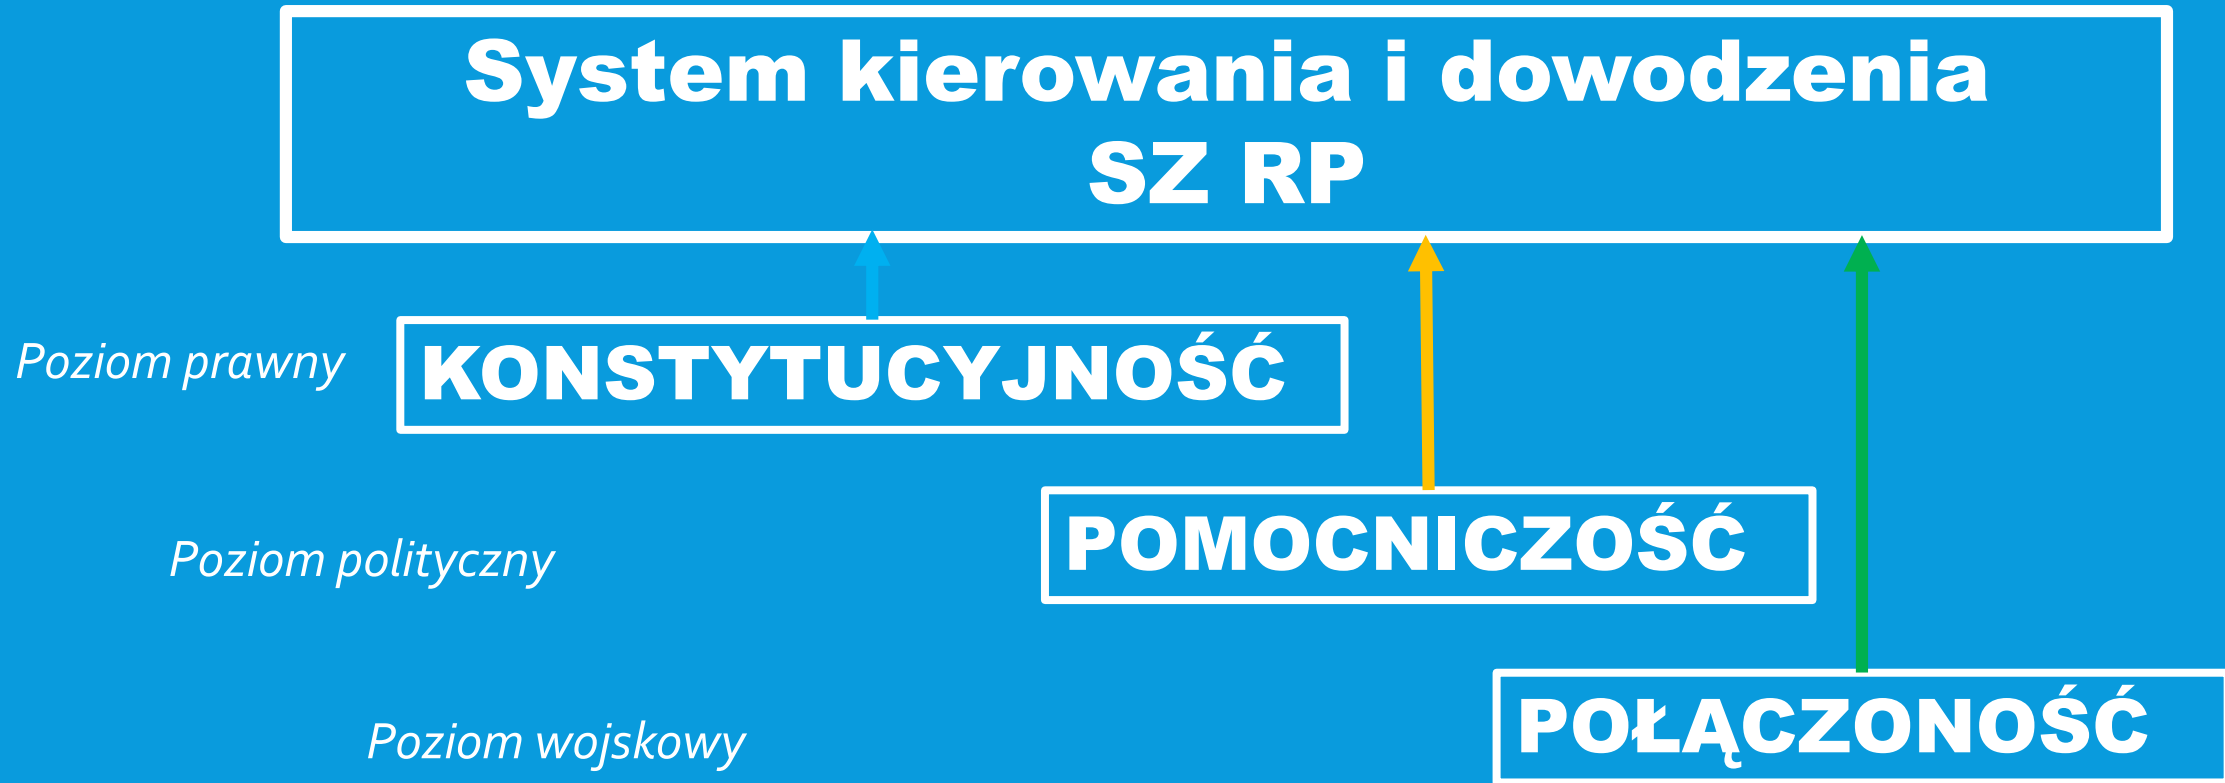 System kierowania i dowodzenia
SZ RP
Poziom prawny
KONSTYTUCYJNOŚĆ
Poziom polityczny
POMOCNICZOŚĆ
Poziom wojskowy
POŁĄCZONOŚĆ